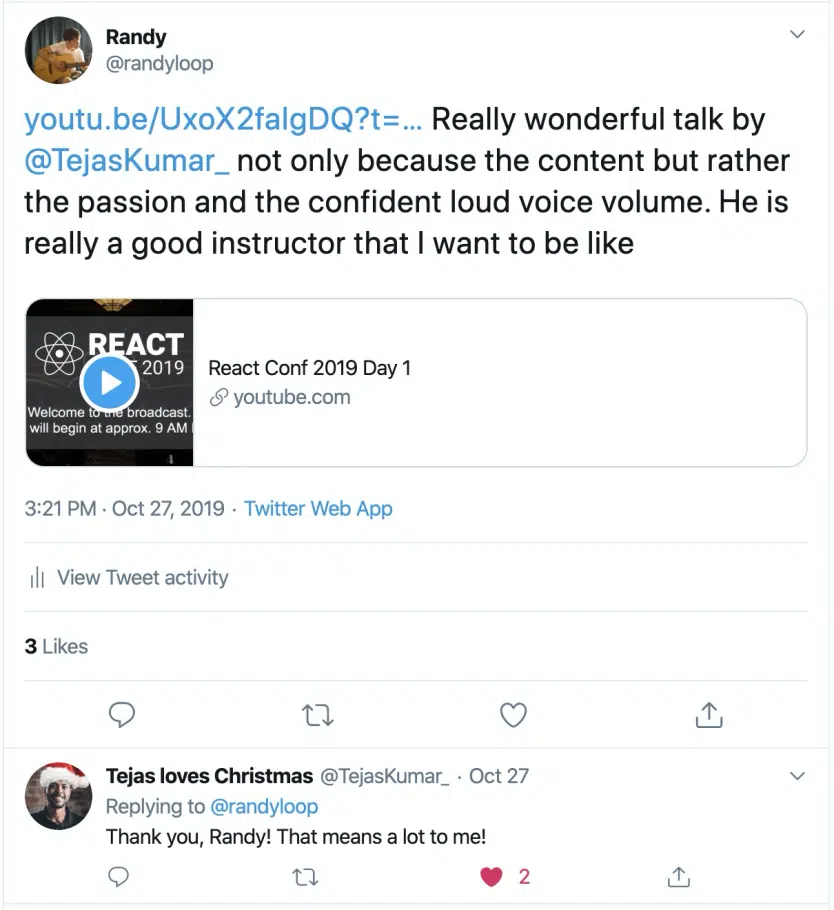 Randy
@randyloop
youtu.be/UxoX2falgDQ?t=... Really wonderful talk by
@TejasKumar_ not only because the content but rather
the passion and the confident loud voice volume. He is
really a good instructor that I want to be like
REACT
2019
Welcome to the broadcast.
will begin at approx. 9 AM
React Conf 2019 Day 1
youtube.com
3:21 PM · Oct 27, 2019 · Twitter Web App
View Tweet activity
3 Likes
Tejas loves Christmas @TejasKumar_ · Oct 27
Replying to @randyloop
Thank you, Randy! That means a lot to me!
2